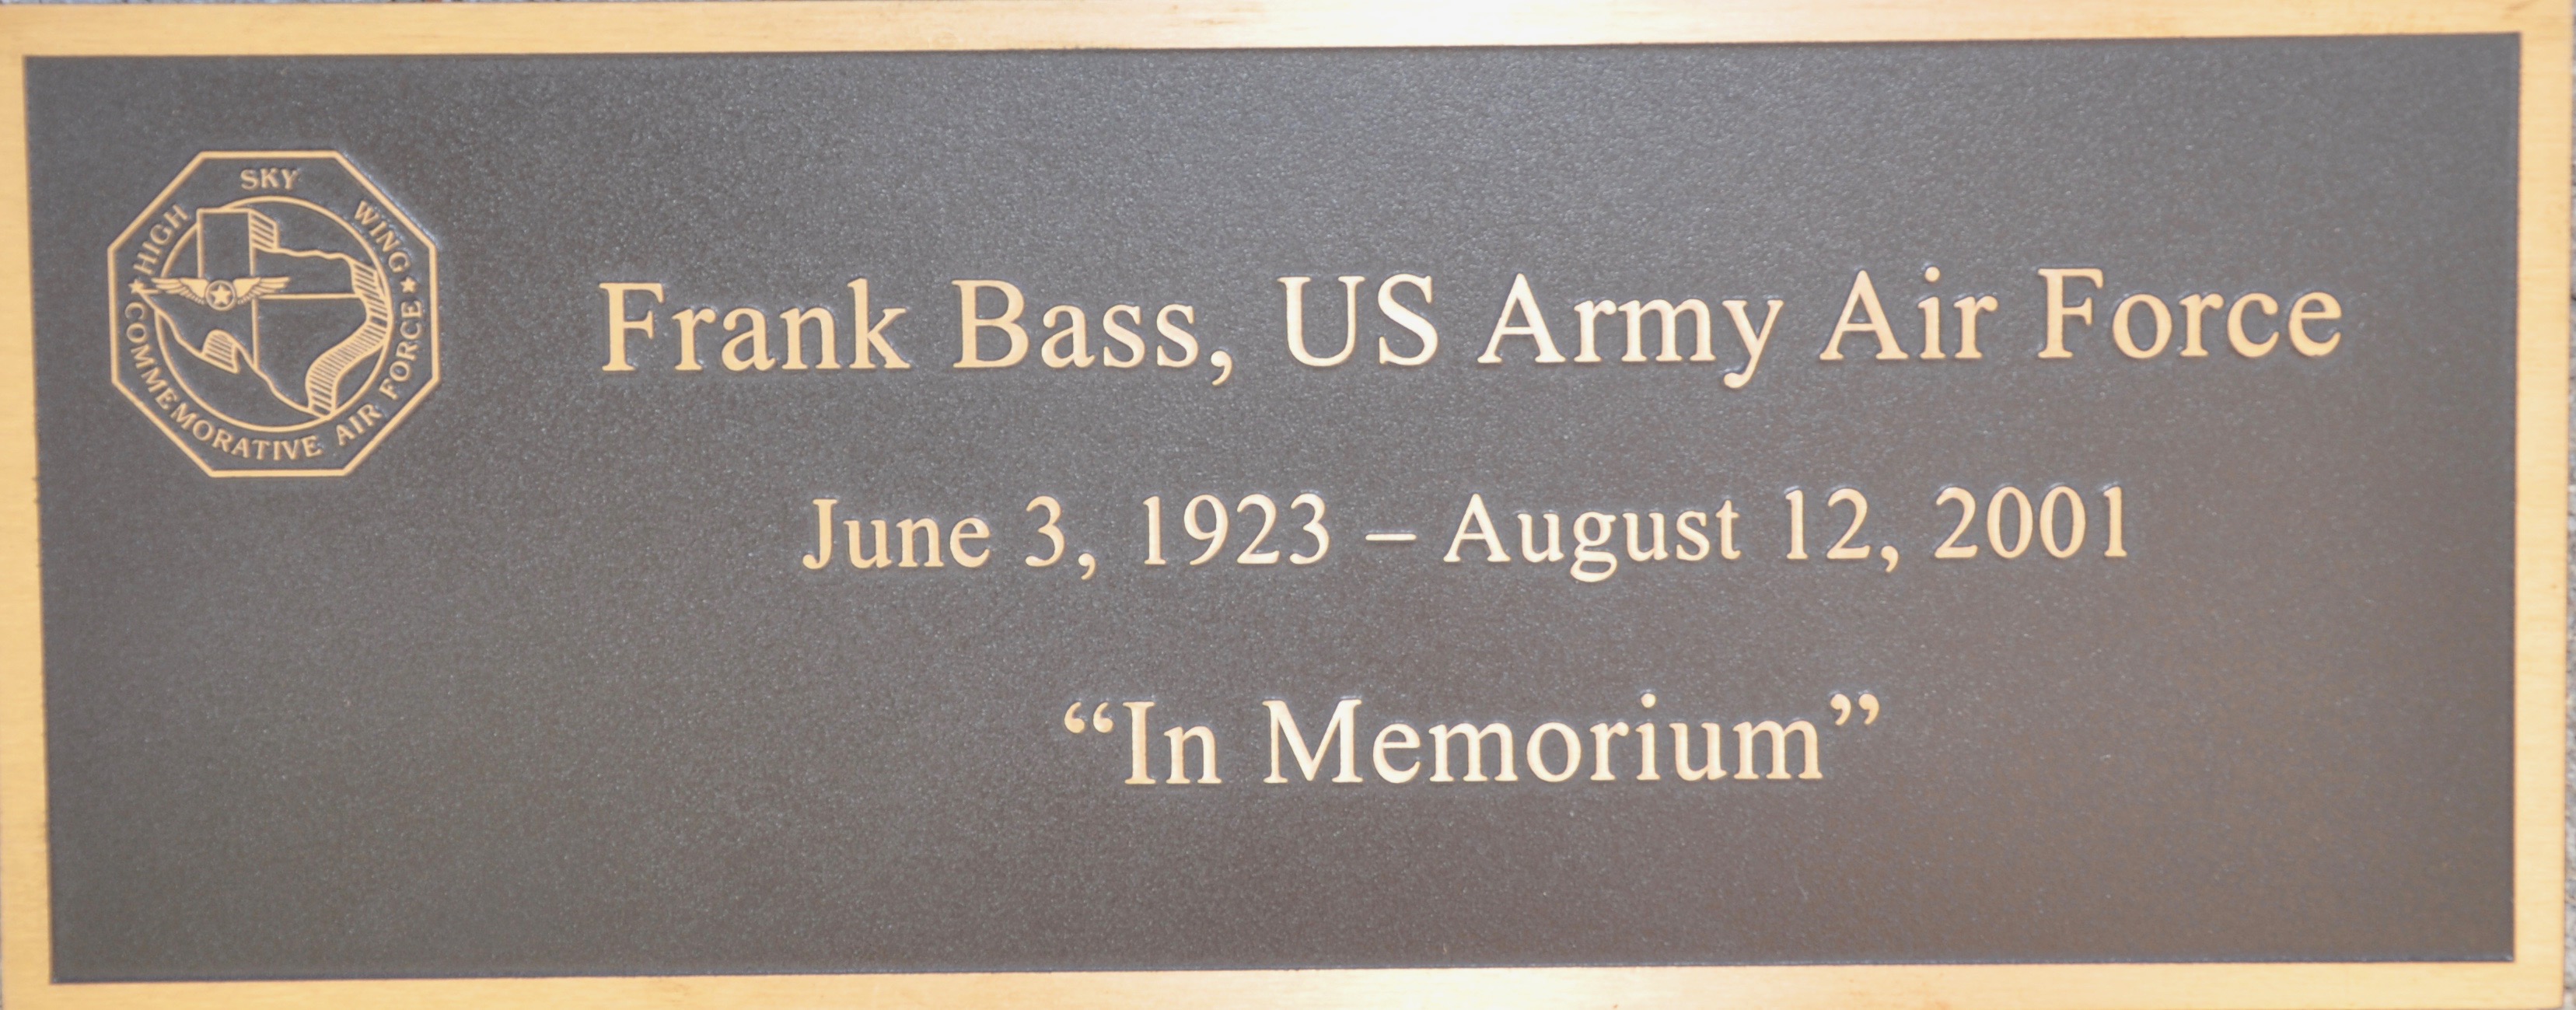 HIGH SKY WING
COMMEMORATIVE AIR FORCE
Frank Bass, US Army Air Force
June 3, 1923 – August 12, 2001
“In Memorium”